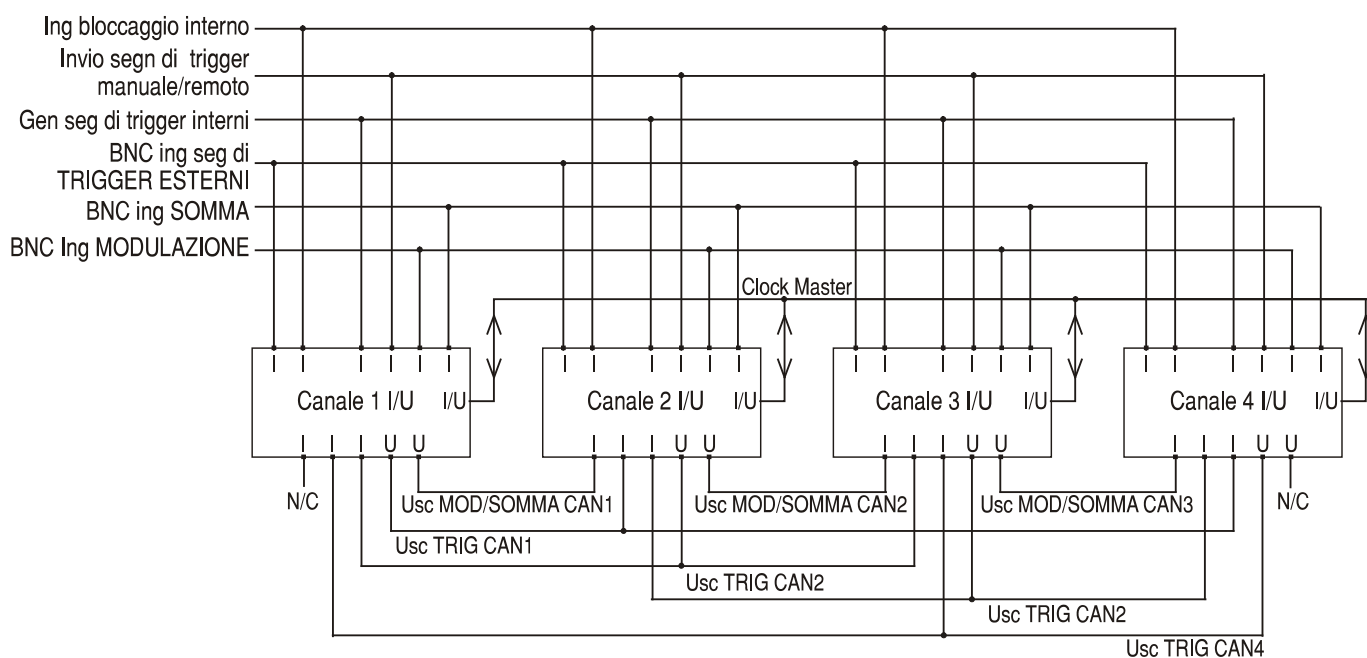 Ing bloccaggio interno
Invio segn di trigger
manuale/remoto
Gen seg di trigger interni
BNC ing seg di
TRIGGER ESTERNI
BNC ing SOMMA
BNC Ing MODULAZIONE
Clock Master
I I I I I I
I I I I I I
I I I I I I
I I I I I I
Canale 1 I/U I/U
Canale 2 I/U I/U
Canale 3 I/U I/U
Canale 4 I/U I/U
I I I U U
I I I U U
I I I U U
I I I U U
N/C
Usc MOD/SOMMA CAN1
Usc MOD/SOMMA CAN2
Usc MOD/SOMMA CAN3
N/C
Usc TRIG CAN1
Usc TRIG CAN2
Usc TRIG CAN2
Usc TRIG CAN4